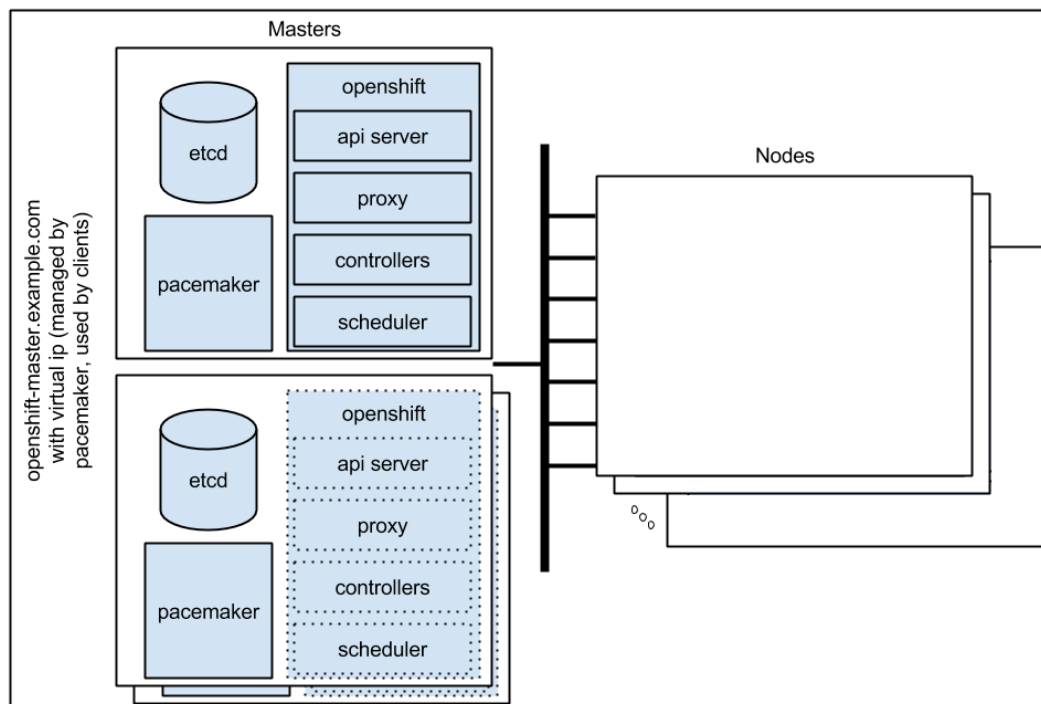 Masters
openshift-master.example.com
with virtual ip (managed by
pacemaker, used by clients)
etcd
pacemaker
openshift
api server
proxy
controllers
scheduler
etcd
pacemaker
openshift
api server
proxy
controllers
scheduler
Nodes